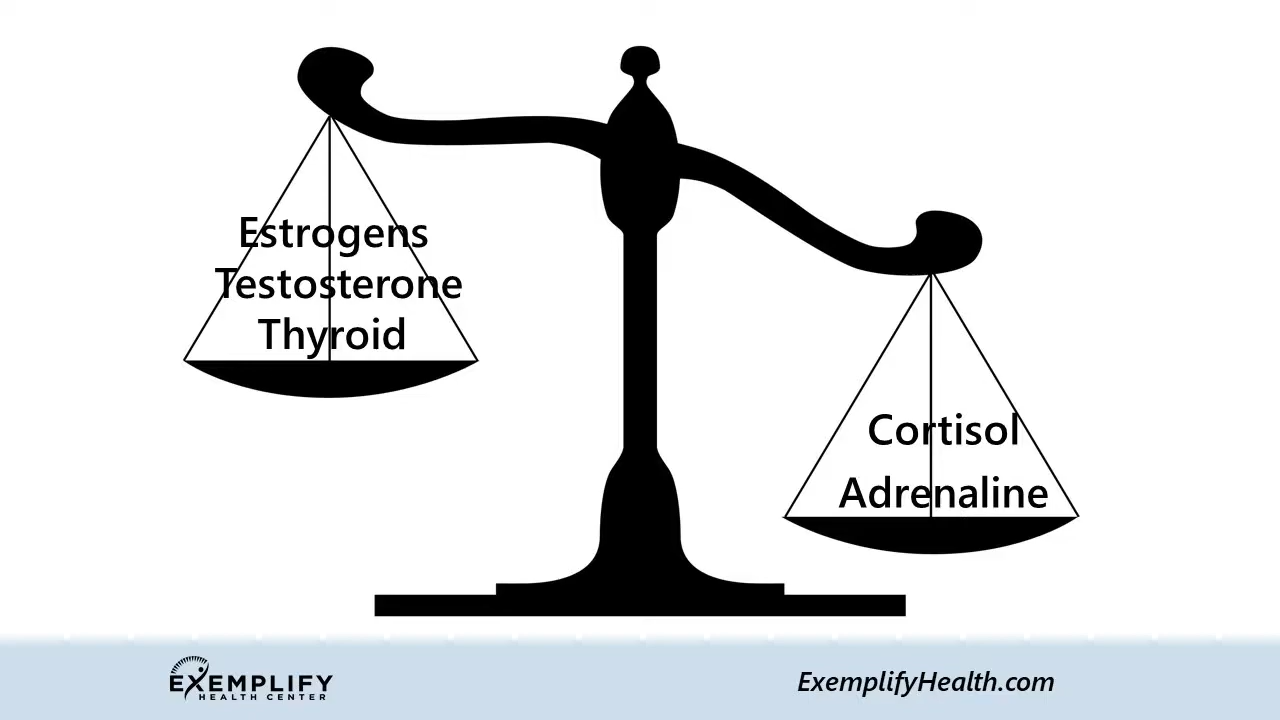 Estrogens
Testosterone
Thyroid
Cortisol
Adrenaline
EXEMPLIFY
HEALTH CENTER
ExemplifyHealth.com